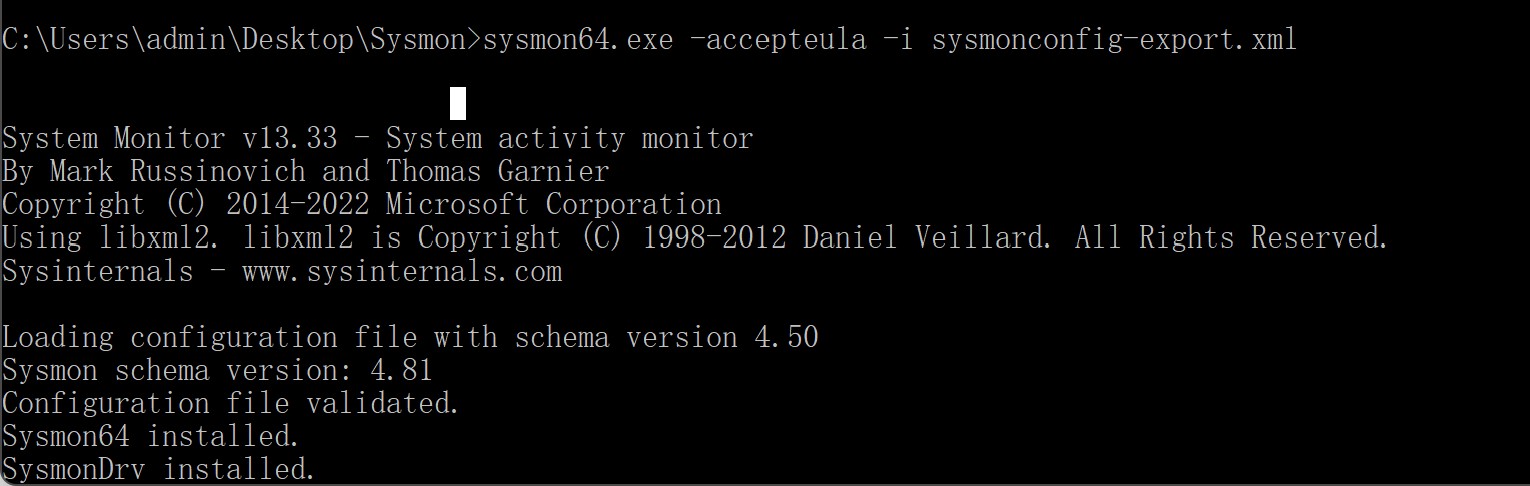 C:\Users\admin\Desktop\Sysmon>sysmon64.exe -accepteula -i sysmonconfig-export.xml
System Monitor v13.33 - System activity monitor
By Mark Russinovich and Thomas Garnier
Copyright (C) 2014-2022 Microsoft Corporation
Using libxml2. libxml2 is Copyright (C) 1998-2012 Daniel Veillard. All Rights Reserved.
Sysinternals - www.sysinternals.com
Loading configuration file with schema version 4.50
Sysmon schema version: 4.81
Configuration file validated.
Sysmon64 installed.
SysmonDrv installed.